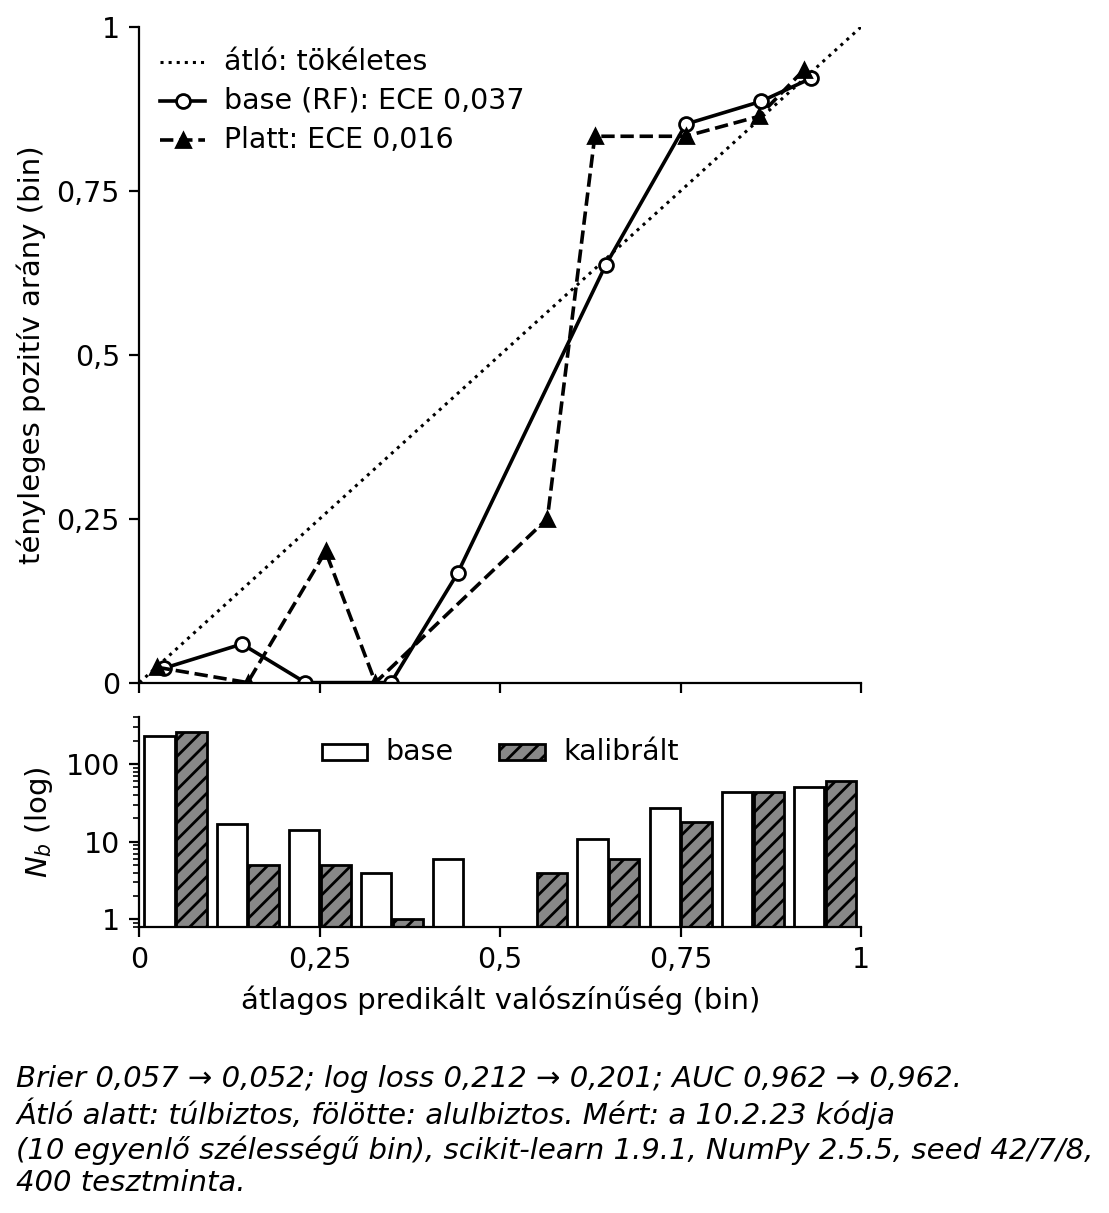 1
átló: tökéletes
base (RF): ECE 0,037
Platt: ECE 0,016
0,75
0,5
0,25
0
tényleges pozitív arány (bin)
base
kalibrált
100
10
1
N_b (log)
0
0,25
0,5
0,75
1
átlagos predikált valószínűség (bin)
Brier 0,057 → 0,052; log loss 0,212 → 0,201; AUC 0,962 → 0,962.
Átló alatt: túlbiztos, fölötte: alulbiztos. Mért: a 10.2.23 kódja
(10 egyenlő szélességű bin), scikit-learn 1.9.1, NumPy 2.5.5, seed 42/7/8,
400 tesztminta.